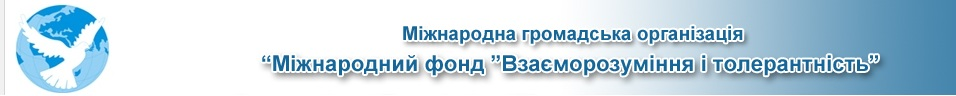 Міжнародна громадська організація
“Міжнародний фонд ”Взаєморозуміння і толерантність”